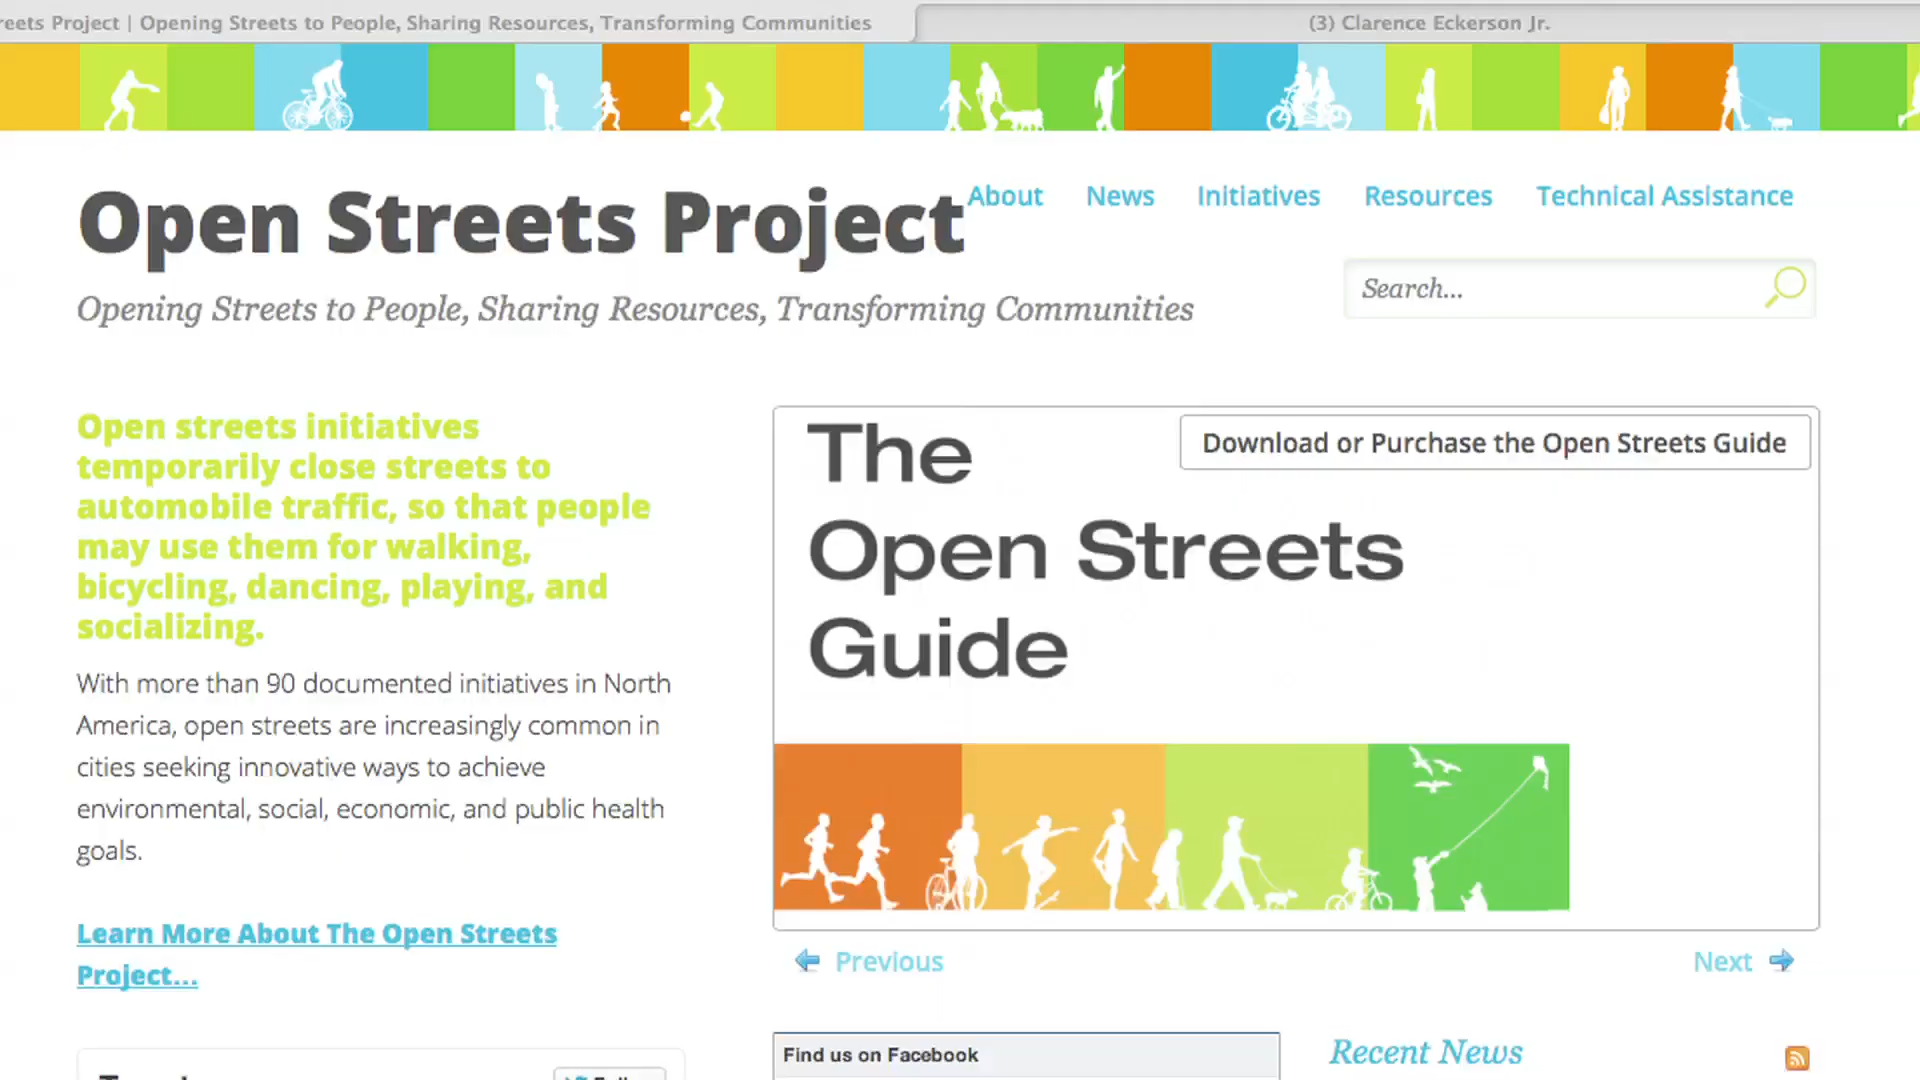 reets Project | Opening Streets to People, Sharing Resources, Transforming Communities
(3) Clarence Eckerson Jr.
Open Streets Project
About News Initiatives Resources Technical Assistance
Search...
Opening Streets to People, Sharing Resources, Transforming Communities
Open streets initiatives
temporarily close streets to
automobile traffic, so that people
may use them for walking,
bicycling, dancing, playing, and
socializing.
With more than 90 documented initiatives in North
America, open streets are increasingly common in
cities seeking innovative ways to achieve
environmental, social, economic, and public health
goals.
Learn More About The Open Streets
Project...
Download or Purchase the Open Streets Guide
The
Open Streets
Guide
Previous
Next
Find us on Facebook
Recent News